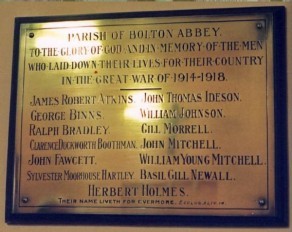 PARISH OF BOLTON ABBEY.
TO THE GLORY OF GOD AND IN MEMORY OF THE MEN
WHO LAID DOWN THEIR LIVES FOR THEIR COUNTRY
IN THE GREAT WAR OF 1914-1918.
JAMES ROBERT ATKINS. JOHN THOMAS IDESON.
GEORGE BINNS. WILLIAM JOHNSON.
RALPH BRADLEY. GILL MORRELL.
CLARENCE DUCKWORTH BOOTHMAN. JOHN MITCHELL.
JOHN FAWCETT. WILLIAM YOUNG MITCHELL.
SYLVESTER MOORHOUSE HARTLEY. BASIL GILL NEWALL.
HERBERT HOLMES.
THEIR NAME LIVETH FOR EVERMORE.